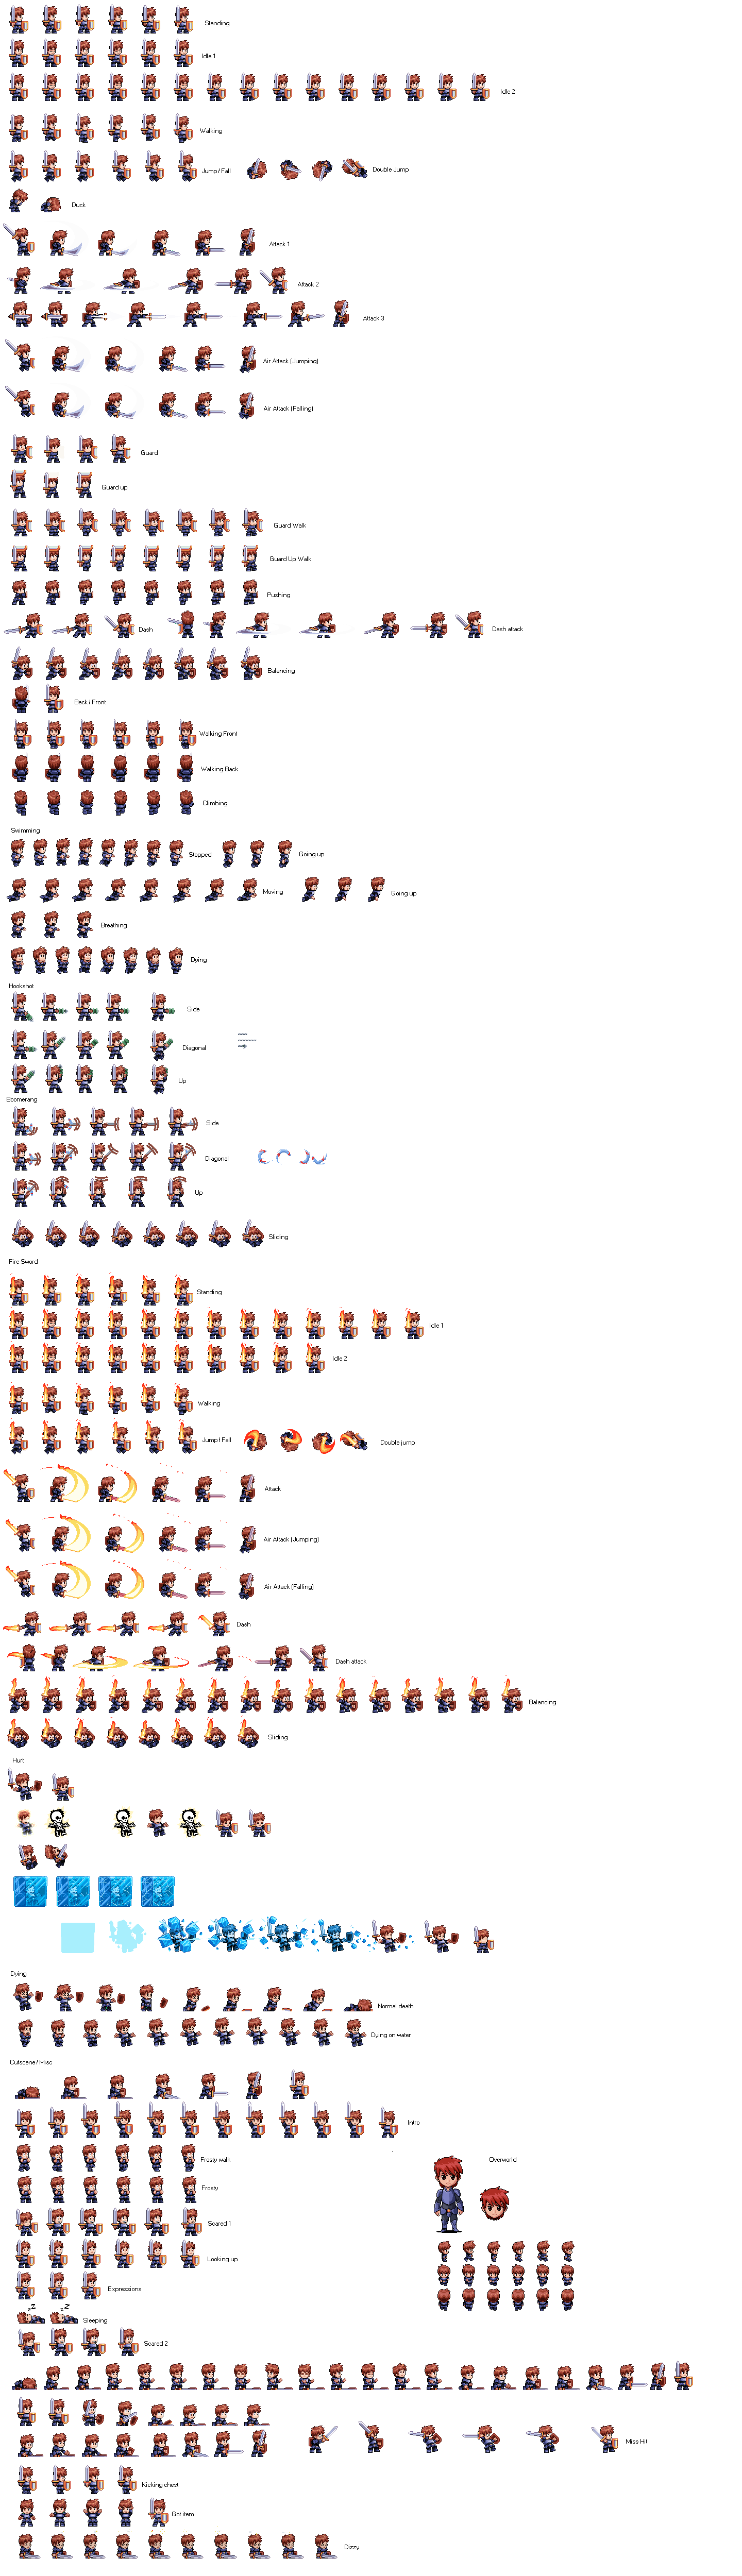 Standing
Idle 1
Idle 2
Walking
Jump / Fall
Double Jump
Duck
Attack 1
Attack 2
Attack 3
Air Attack (Jumping)
Air Attack (Falling)
Guard
Guard up
Guard Walk
Guard Up Walk
Pushing
Dash
Dash attack
Balancing
Back / Front
Walking Front
Walking Back
Climbing
Swimming
Stopped
Going up
Moving
Going up
Breathing
Dying
Hookshot
Side
Diagonal
Up
Boomerang
Side
Diagonal
Up
Sliding
Fire Sword
Standing
Idle 1
Idle 2
Walking
Jump / Fall
Double jump
Attack
Air Attack (Jumping)
Air Attack (Falling)
Dash
Dash attack
Balancing
Sliding
Hurt
Dying
Normal death
Dying on water
Cutscene / Misc
Intro
Frosty walk
Overworld
Frosty
Scared 1
Looking up
Expressions
z Z z Z
Sleeping
Scared 2
Miss Hit
Kicking chest
Got item
Dizzy